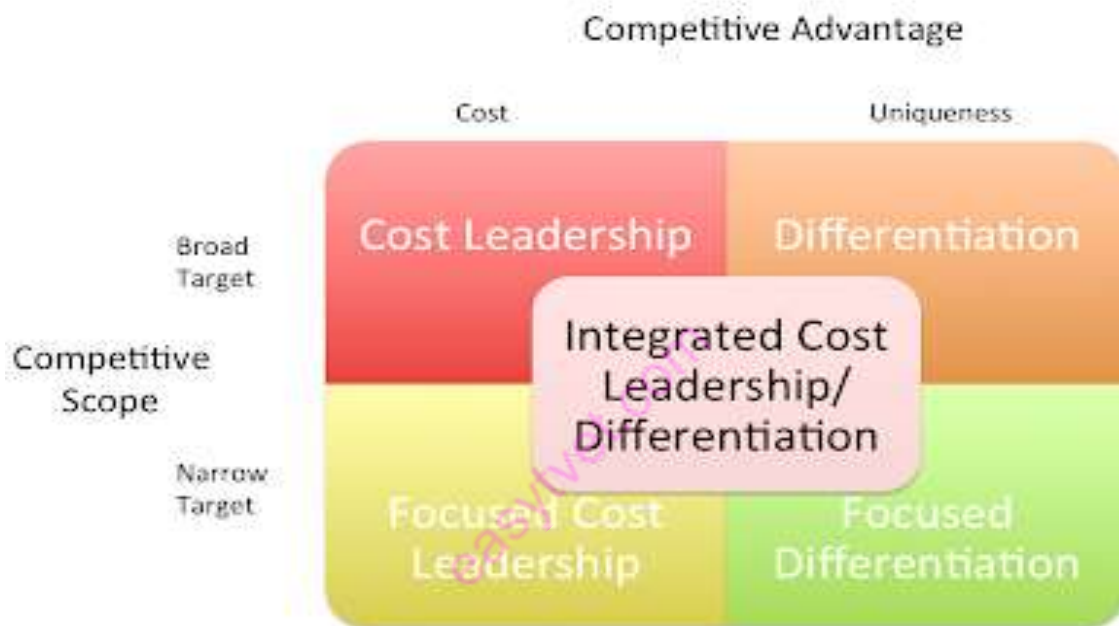 Competitive Advantage
Cost
Uniqueness
Cost Leadership
Differentiation
Broad
Target
Integrated Cost
Leadership/
Differentiation
Competitive
Scope
Narrow
Target
Focused Cost
Leadership
Focused
Differentiation